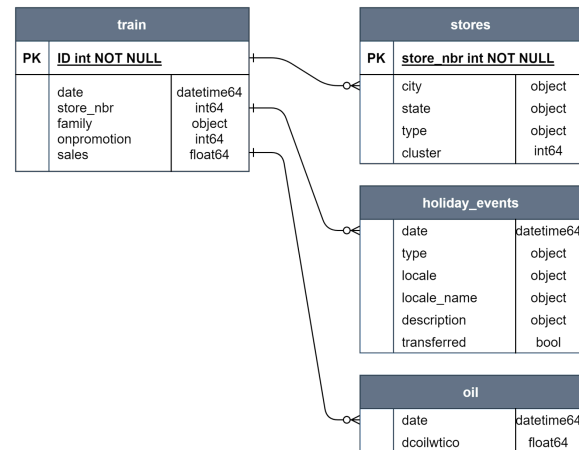 train
PK ID int NOT NULL
date datetime64
store_nbr int64
family object
onpromotion int64
sales float64
stores
PK store_nbr int NOT NULL
city object
state object
type object
cluster int64
holiday_events
date datetime64
type object
locale object
locale_name object
description object
transferred bool
oil
date datetime64
dcoilwtico float64